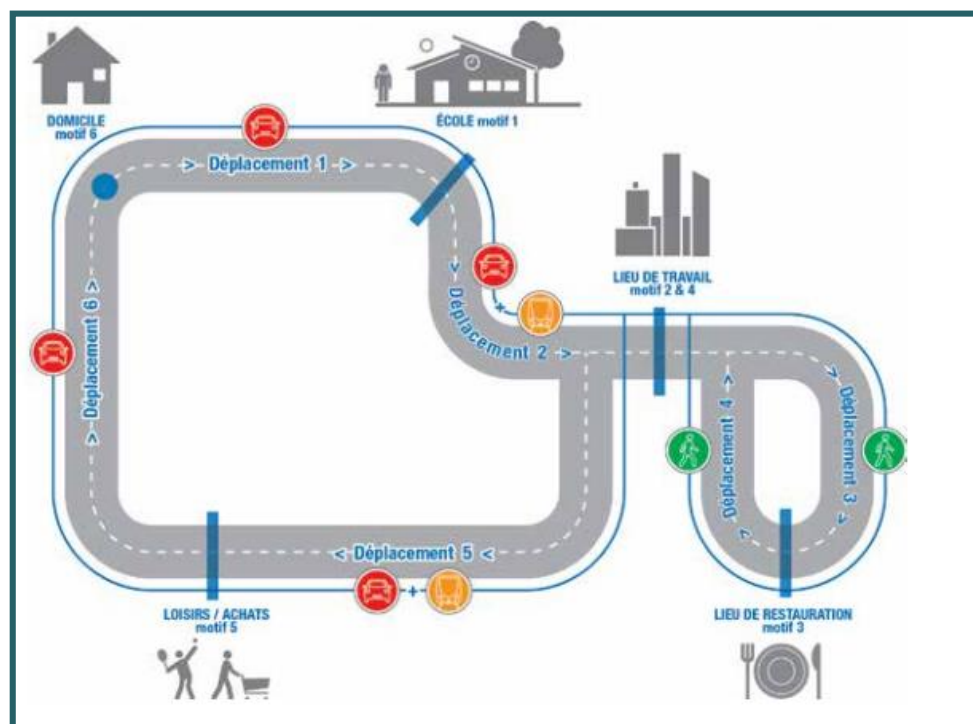 DOMICILE
motif 6
ÉCOLE motif 1
> Déplacement 1 >
LIEU DE TRAVAIL
motif 2 & 4
> Déplacement 2 >
+
> Déplacement 6 >
> Déplacement 4 >
> Déplacement 3 >
< Déplacement 5 <
+
LOISIRS / ACHATS
motif 5
LIEU DE RESTAURATION
motif 3